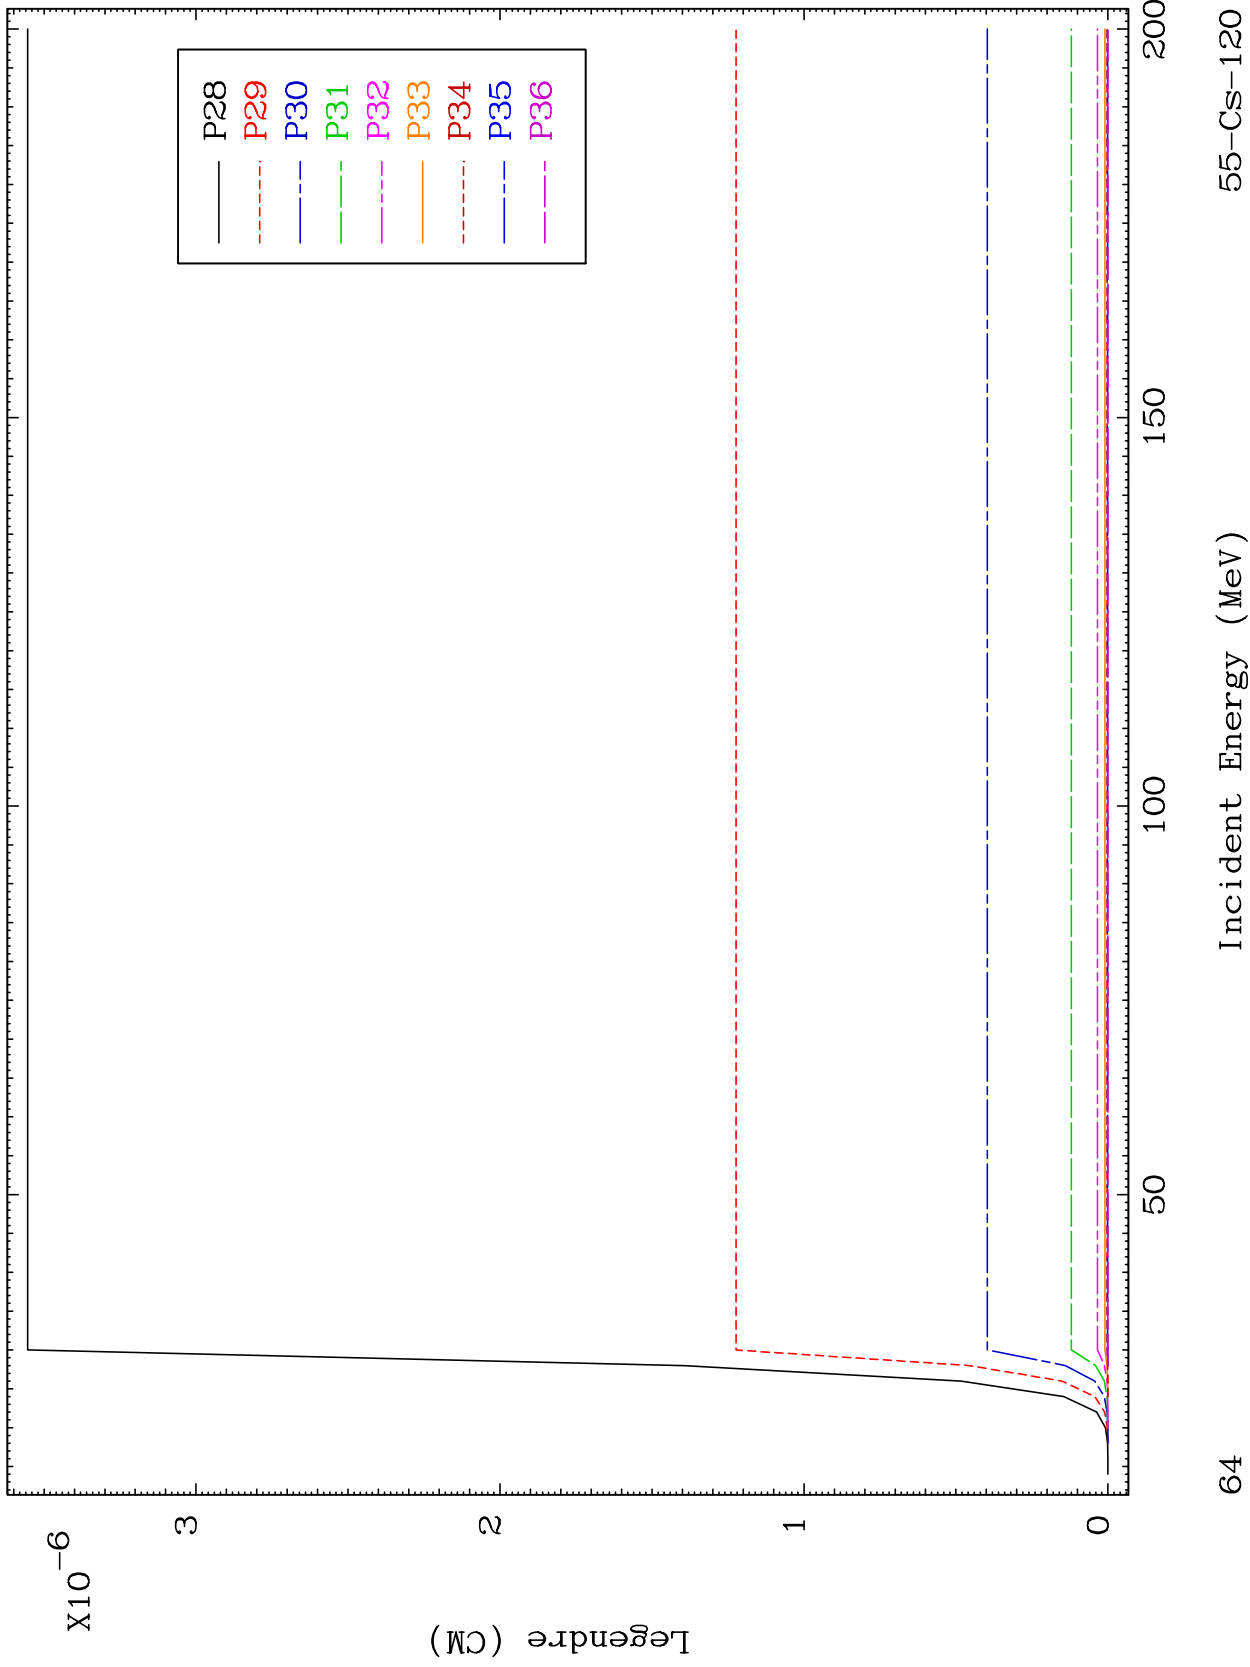 X10-6
Legendre (CM)
3
2
1
0
P28
P29
P30
P31
P32
P33
P34
P35
P36
50
100
150
200
Incident Energy (MeV)
64
55-Cs-120